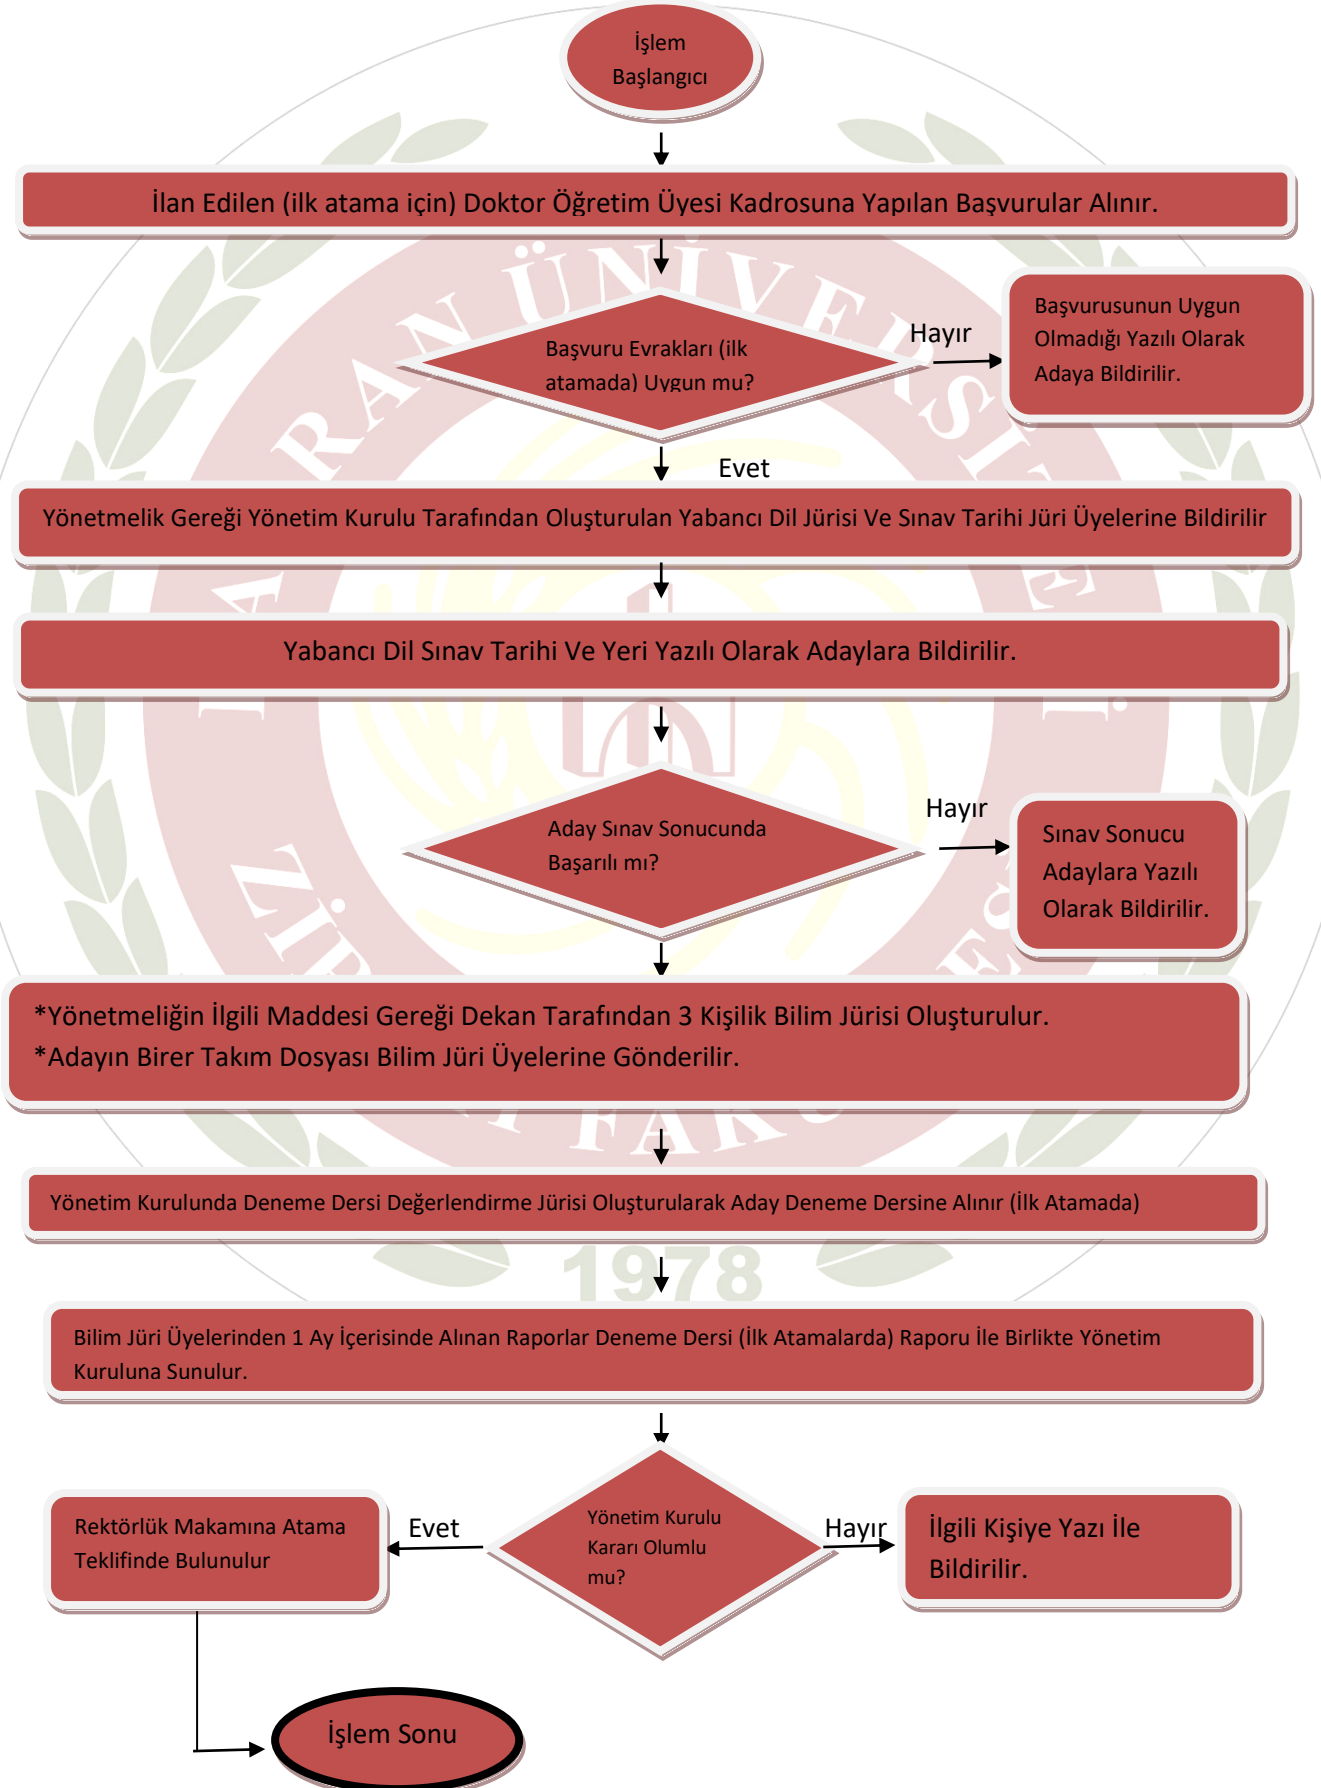 İşlem
Başlangıcı
İlan Edilen (ilk atama için) Doktor Öğretim Üyesi Kadrosuna Yapılan Başvurular Alınır.
Başvuru Evrakları (ilk
atamada) Uygun mu?
Hayır
Başvurusunun Uygun
Olmadığı Yazılı Olarak
Adaya Bildirilir.
Evet
Yönetmelik Gereği Yönetim Kurulu Tarafından Oluşturulan Yabancı Dil Jürisi Ve Sınav Tarihi Jüri Üyelerine Bildirilir
Yabancı Dil Sınav Tarihi Ve Yeri Yazılı Olarak Adaylara Bildirilir.
Aday Sınav Sonucunda
Başarılı mı?
Hayır
Sınav Sonucu
Adaylara Yazılı
Olarak Bildirilir.
*Yönetmeliğin İlgili Maddesi Gereği Dekan Tarafından 3 Kişilik Bilim Jürisi Oluşturulur.
*Adayın Birer Takım Dosyası Bilim Jüri Üyelerine Gönderilir.
Yönetim Kurulunda Deneme Dersi Değerlendirme Jürisi Oluşturularak Aday Deneme Dersine Alınır (İlk Atamada)
1978
Bilim Jüri Üyelerinden 1 Ay İçerisinde Alınan Raporlar Deneme Dersi (İlk Atamalarda) Raporu İle Birlikte Yönetim
Kuruluna Sunulur.
Rektörlük Makamına Atama
Teklifinde Bulunulur
Evet
Yönetim Kurulu
Kararı Olumlu
mu?
Hayır
İlgili Kişiye Yazı İle
Bildirilir.
İşlem Sonu